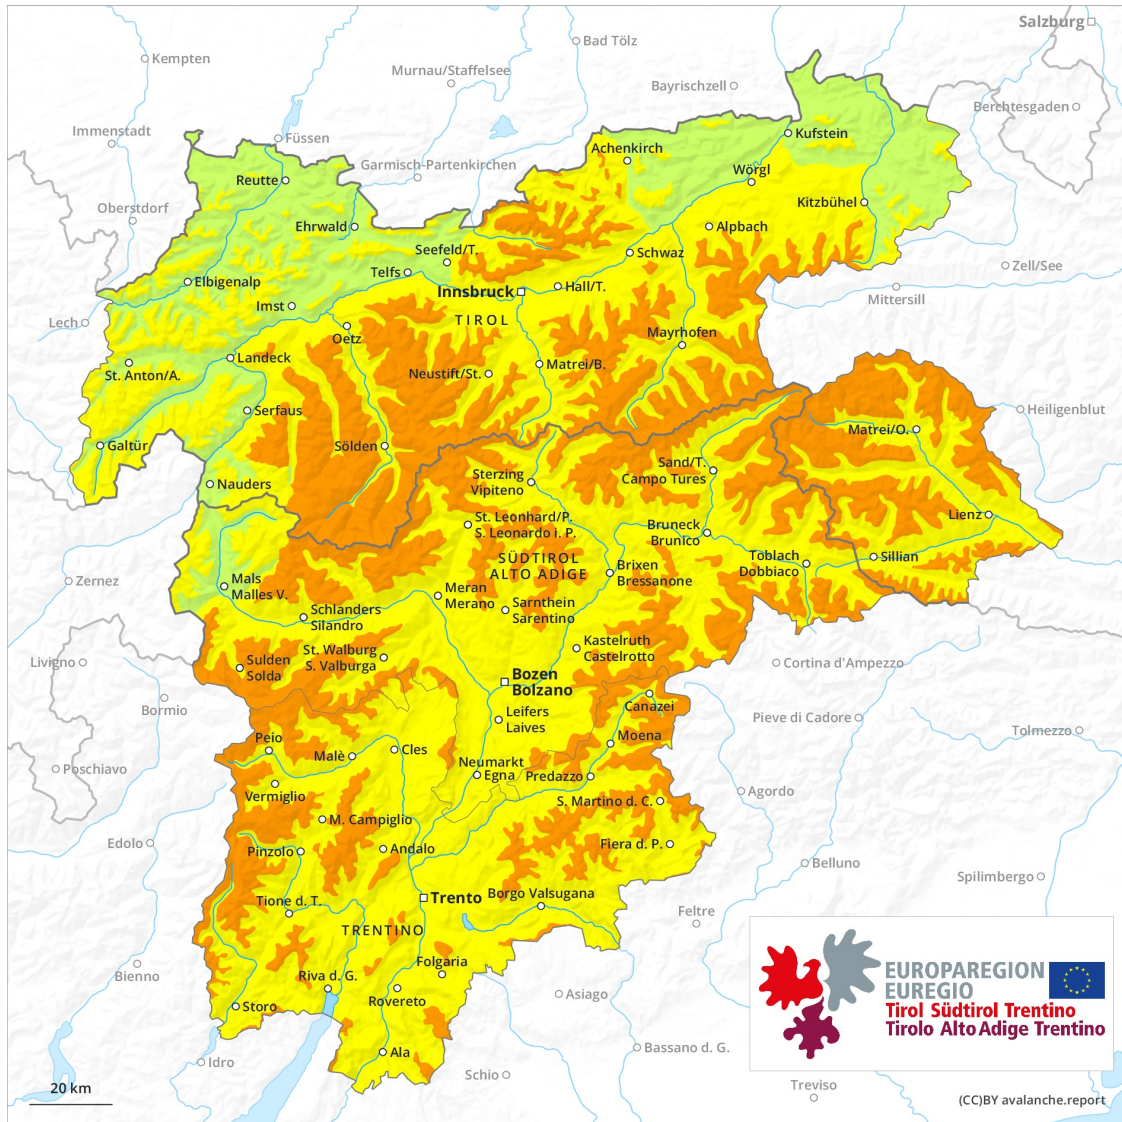 Salzburg
Bad Tölz
Kempten
Murnau/Staffelsee
Bayrischzell
Berchtesgaden
Immenstadt
Füssen
Kufstein
Achenkirch
Garmisch-Partenkirchen
Wörgl
Reutte
Oberstdorf
Kitzbühel
Ehrwald
Alpbach
Seefeld/T.
Schwaz
Telfs
Zell/See
Elbigenalp
Innsbruck
Hall/T.
Mittersill
Imst
TIROL
Lech
Oetz
Mayrhofen
Landeck
Matrei/B.
St. Anton/A.
Neustift/St.
Serfaus
Heiligenblut
Matrei/O.
Galtür
Sölden
Sand/T.
Campo Tures
Sterzing
Vipiteno
Nauders
Lienz
St. Leonhard/P.
S. Leonardo i. P.
Bruneck
Brunico
SÜDTIROL
ALTO ADIGE
Toblach
Dobbiaco
Sillian
Brixen
Bressanone
Zernez
Mals
Malles V.
Meran
Merano
Sarnthein
Sarentino
Schlanders
Silandro
Kastelruth
Castelrotto
St. Walburg
S. Valburga
Livigno
Sulden
Solda
Cortina d'Ampezzo
Bozen
Bolzano
Canazei
Bormio
Leifers
Laives
Pieve di Cadore
Tolmezzo
Moena
Peio
Cles
Malè
Neumarkt
Egna
Poschiavo
Predazzo
Agordo
Vermiglio
S. Martino d. C.
M. Campiglio
Edolo
Pinzolo
Andalo
Fiera d. P.
Belluno
Spilimbergo
Trento
Borgo Valsugana
Tione d. T.
Feltre
TRENTINO
Folgaria
Bienno
Riva d. G.
Rovereto
Asiago
Storo
EUROPAREGION
EUREGIO
Tirol Südtirol Trentino
Tirolo Alto Adige Trentino
Ala
Bassano d. G.
Idro
Schio
Treviso
20 km
(CC)BY avalanche.report